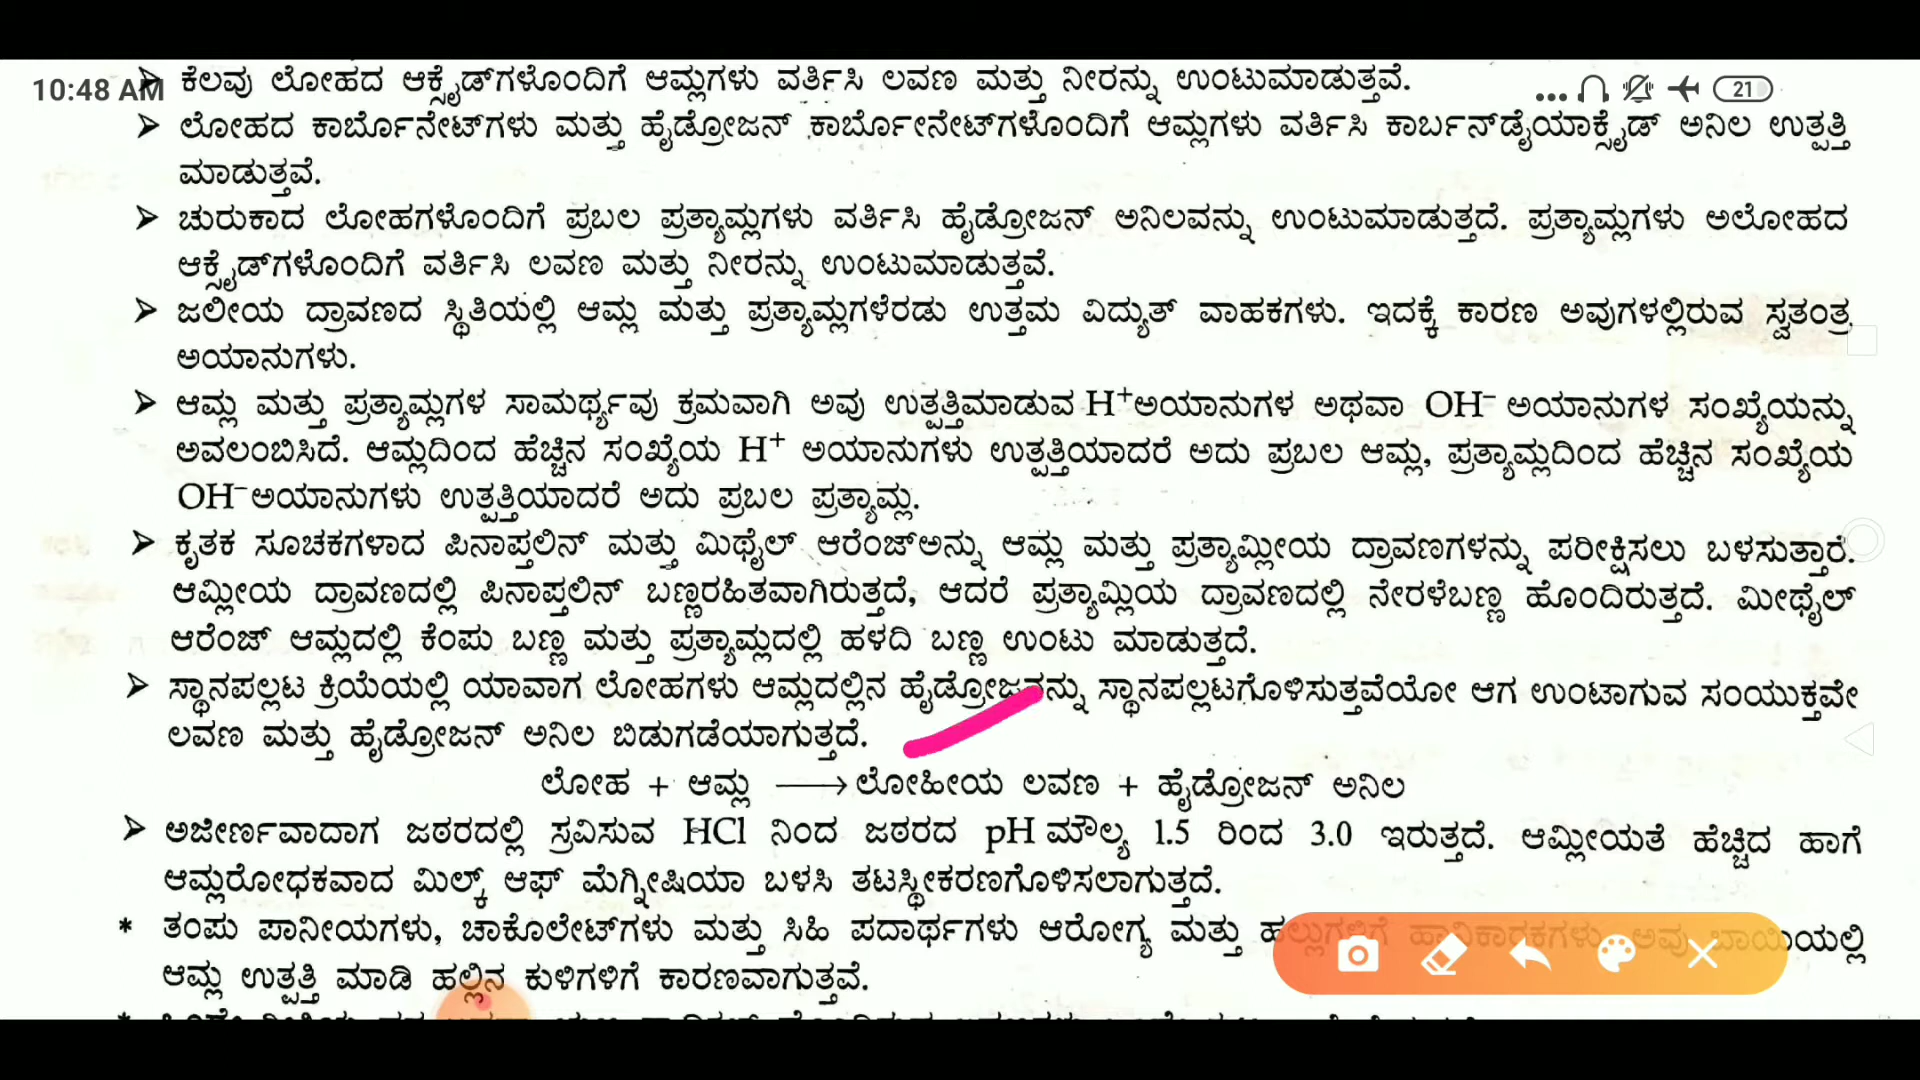 10:48 AM
21
➤ ಕೆಲವು ಲೋಹದ ಆಕ್ಸೈಡ್‌ಗಳೊಂದಿಗೆ ಆಮ್ಲಗಳು ವರ್ತಿಸಿ ಲವಣ ಮತ್ತು ನೀರನ್ನು ಉಂಟುಮಾಡುತ್ತವೆ.
➤ ಲೋಹದ ಕಾರ್ಬೊನೇಟ್‌ಗಳು ಮತ್ತು ಹೈಡ್ರೋಜನ್ ಕಾರ್ಬೋನೇಟ್‌ಗಳೊಂದಿಗೆ ಆಮ್ಲಗಳು ವರ್ತಿಸಿ ಕಾರ್ಬನ್‌ಡೈಯಾಕ್ಸೈಡ್ ಅನಿಲ ಉತ್ಪತ್ತಿ
ಮಾಡುತ್ತವೆ.
➤ ಚುರುಕಾದ ಲೋಹಗಳೊಂದಿಗೆ ಪ್ರಬಲ ಪ್ರತ್ಯಾಮ್ಲಗಳು ವರ್ತಿಸಿ ಹೈಡ್ರೋಜನ್ ಅನಿಲವನ್ನು ಉಂಟುಮಾಡುತ್ತದೆ. ಪ್ರತ್ಯಾಮ್ಲಗಳು ಅಲೋಹದ
ಆಕ್ಸೈಡ್‌ಗಳೊಂದಿಗೆ ವರ್ತಿಸಿ ಲವಣ ಮತ್ತು ನೀರನ್ನು ಉಂಟುಮಾಡುತ್ತವೆ.
➤ ಜಲೀಯ ದ್ರಾವಣದ ಸ್ಥಿತಿಯಲ್ಲಿ ಆಮ್ಲ ಮತ್ತು ಪ್ರತ್ಯಾಮ್ಲಗಳೆರಡು ಉತ್ತಮ ವಿದ್ಯುತ್ ವಾಹಕಗಳು. ಇದಕ್ಕೆ ಕಾರಣ ಅವುಗಳಲ್ಲಿರುವ ಸ್ವತಂತ್ರ
ಅಯಾನುಗಳು.
➤ ಆಮ್ಲ ಮತ್ತು ಪ್ರತ್ಯಾಮ್ಲಗಳ ಸಾಮರ್ಥ್ಯವು ಕ್ರಮವಾಗಿ ಅವು ಉತ್ಪತ್ತಿಮಾಡುವ H⁺ಅಯಾನುಗಳ ಅಥವಾ OH⁻ ಅಯಾನುಗಳ ಸಂಖ್ಯೆಯನ್ನು
ಅವಲಂಬಿಸಿದೆ. ಆಮ್ಲದಿಂದ ಹೆಚ್ಚಿನ ಸಂಖ್ಯೆಯ H⁺ ಅಯಾನುಗಳು ಉತ್ಪತ್ತಿಯಾದರೆ ಅದು ಪ್ರಬಲ ಆಮ್ಲ, ಪ್ರತ್ಯಾಮ್ಲದಿಂದ ಹೆಚ್ಚಿನ ಸಂಖ್ಯೆಯ
OH⁻ಅಯಾನುಗಳು ಉತ್ಪತ್ತಿಯಾದರೆ ಅದು ಪ್ರಬಲ ಪ್ರತ್ಯಾಮ್ಲ.
➤ ಕೃತಕ ಸೂಚಕಗಳಾದ ಪಿನಾಪ್ತಲಿನ್ ಮತ್ತು ಮಿಥೈಲ್ ಆರೆಂಜ್‌ಅನ್ನು ಆಮ್ಲ ಮತ್ತು ಪ್ರತ್ಯಾಮ್ಲೀಯ ದ್ರಾವಣಗಳನ್ನು ಪರೀಕ್ಷಿಸಲು ಬಳಸುತ್ತಾರೆ.
ಆಮ್ಲೀಯ ದ್ರಾವಣದಲ್ಲಿ ಪಿನಾಪ್ತಲಿನ್ ಬಣ್ಣರಹಿತವಾಗಿರುತ್ತದೆ, ಆದರೆ ಪ್ರತ್ಯಾಮ್ಲಿಯ ದ್ರಾವಣದಲ್ಲಿ ನೇರಳೆಬಣ್ಣ ಹೊಂದಿರುತ್ತದೆ. ಮೀಥೈಲ್
ಆರೆಂಜ್ ಆಮ್ಲದಲ್ಲಿ ಕೆಂಪು ಬಣ್ಣ ಮತ್ತು ಪ್ರತ್ಯಾಮ್ಲದಲ್ಲಿ ಹಳದಿ ಬಣ್ಣ ಉಂಟು ಮಾಡುತ್ತದೆ.
➤ ಸ್ಥಾನಪಲ್ಲಟ ಕ್ರಿಯೆಯಲ್ಲಿ ಯಾವಾಗ ಲೋಹಗಳು ಆಮ್ಲದಲ್ಲಿನ ಹೈಡ್ರೋಜನನ್ನು ಸ್ಥಾನಪಲ್ಲಟಗೊಳಿಸುತ್ತವೆಯೋ ಆಗ ಉಂಟಾಗುವ ಸಂಯುಕ್ತವೇ
ಲವಣ ಮತ್ತು ಹೈಡ್ರೋಜನ್ ಅನಿಲ ಬಿಡುಗಡೆಯಾಗುತ್ತದೆ.
ಲೋಹ + ಆಮ್ಲ ⟶ ಲೋಹೀಯ ಲವಣ + ಹೈಡ್ರೋಜನ್ ಅನಿಲ
➤ ಅಜೀರ್ಣವಾದಾಗ ಜಠರದಲ್ಲಿ ಸ್ರವಿಸುವ HCl ನಿಂದ ಜಠರದ pH ಮೌಲ್ಯ 1.5 ರಿಂದ 3.0 ಇರುತ್ತದೆ. ಆಮ್ಲೀಯತೆ ಹೆಚ್ಚಿದ ಹಾಗೆ
ಆಮ್ಲರೋಧಕವಾದ ಮಿಲ್ಕ್ ಆಫ್ ಮೆಗ್ನೀಷಿಯಾ ಬಳಸಿ ತಟಸ್ಥೀಕರಣಗೊಳಿಸಲಾಗುತ್ತದೆ.
* ತಂಪು ಪಾನೀಯಗಳು, ಚಾಕೊಲೇಟ್‌ಗಳು ಮತ್ತು ಸಿಹಿ ಪದಾರ್ಥಗಳು ಆರೋಗ್ಯ ಮತ್ತು ಹಲ್ಲುಗಳಿಗೆ ಹಾನಿಕಾರಕಗಳು. ಅವು ಬಾಯಿಯಲ್ಲಿ
ಆಮ್ಲ ಉತ್ಪತ್ತಿ ಮಾಡಿ ಹಲ್ಲಿನ ಕುಳಿಗಳಿಗೆ ಕಾರಣವಾಗುತ್ತವೆ.